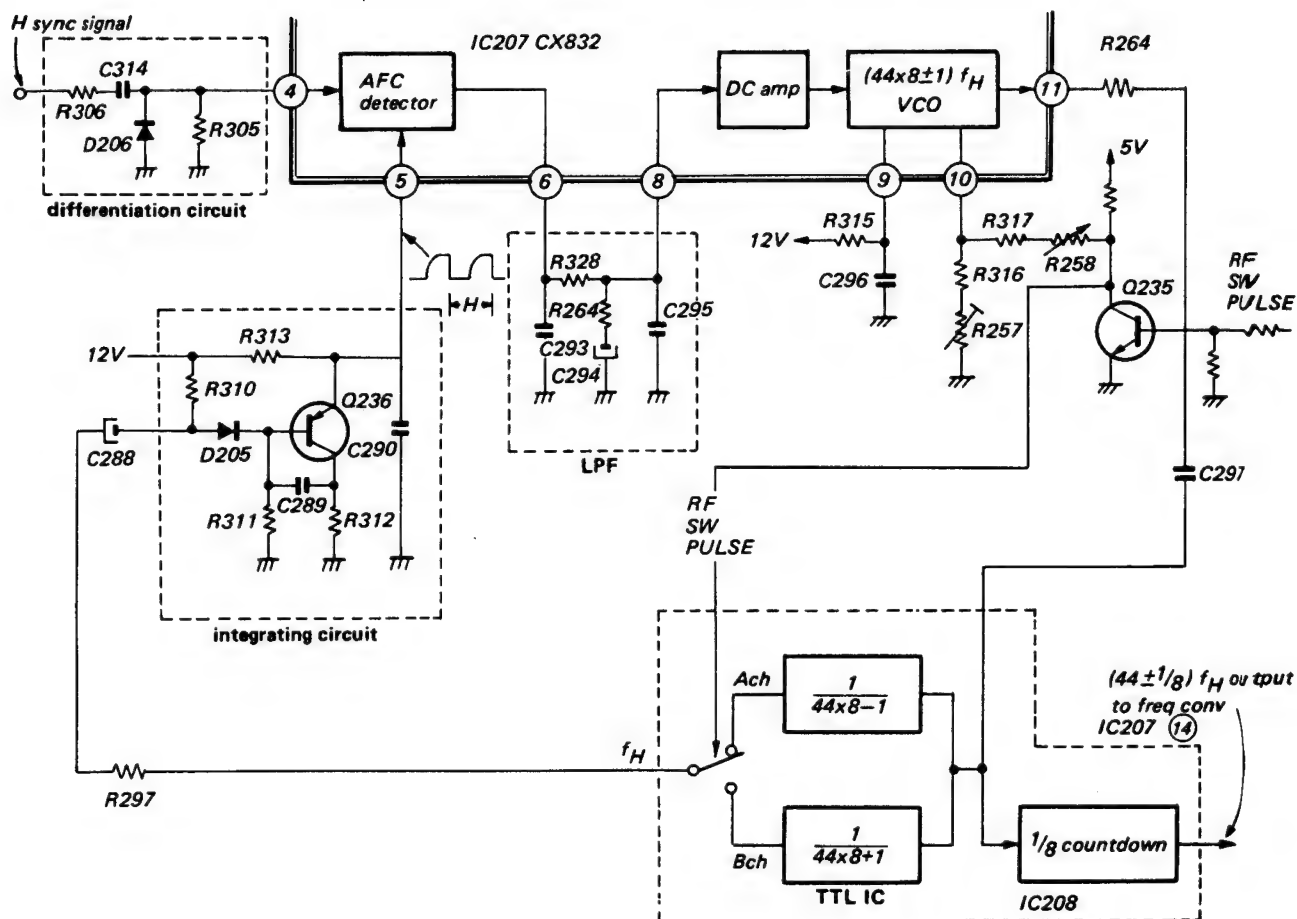 H sync signal
C314
R306
D206
R305
differentiation circuit
IC207 CX832
4
AFC
detector
5
6
8
DC amp
(44x8±1) fH
VCO
9
10
11
R264
5V
12V
R315
C296
R317
R258
R316
R257
Q235
RF
SW
PULSE
H
R328
R264
C293
C294
C295
LPF
12V
R313
R310
Q236
C290
C288
D205
C289
R311
R312
integrating circuit
C297
RF
SW
PULSE
R297
fH
Ach
1
44x8-1
Bch
1
44x8+1
TTL IC
1/8 countdown
IC208
(44±1/8) fH output
to freq conv
IC207 14